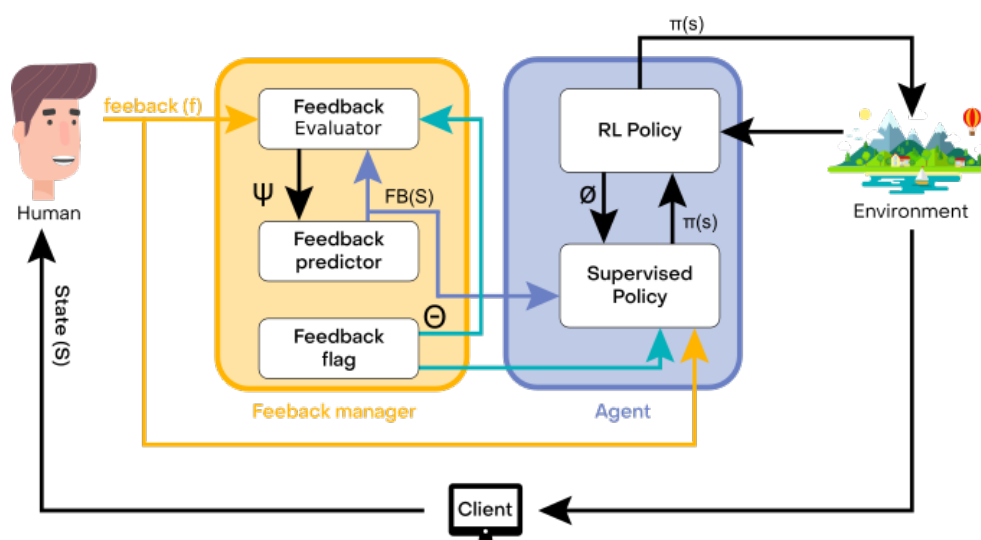 π(s)
feeback (f)
Feedback
Evaluator
RL Policy
Ψ
FB(S)
Ø
π(s)
Human
Environment
Feedback
predictor
Supervised
Policy
State (S)
Θ
Feedback
flag
Feeback manager
Agent
Client